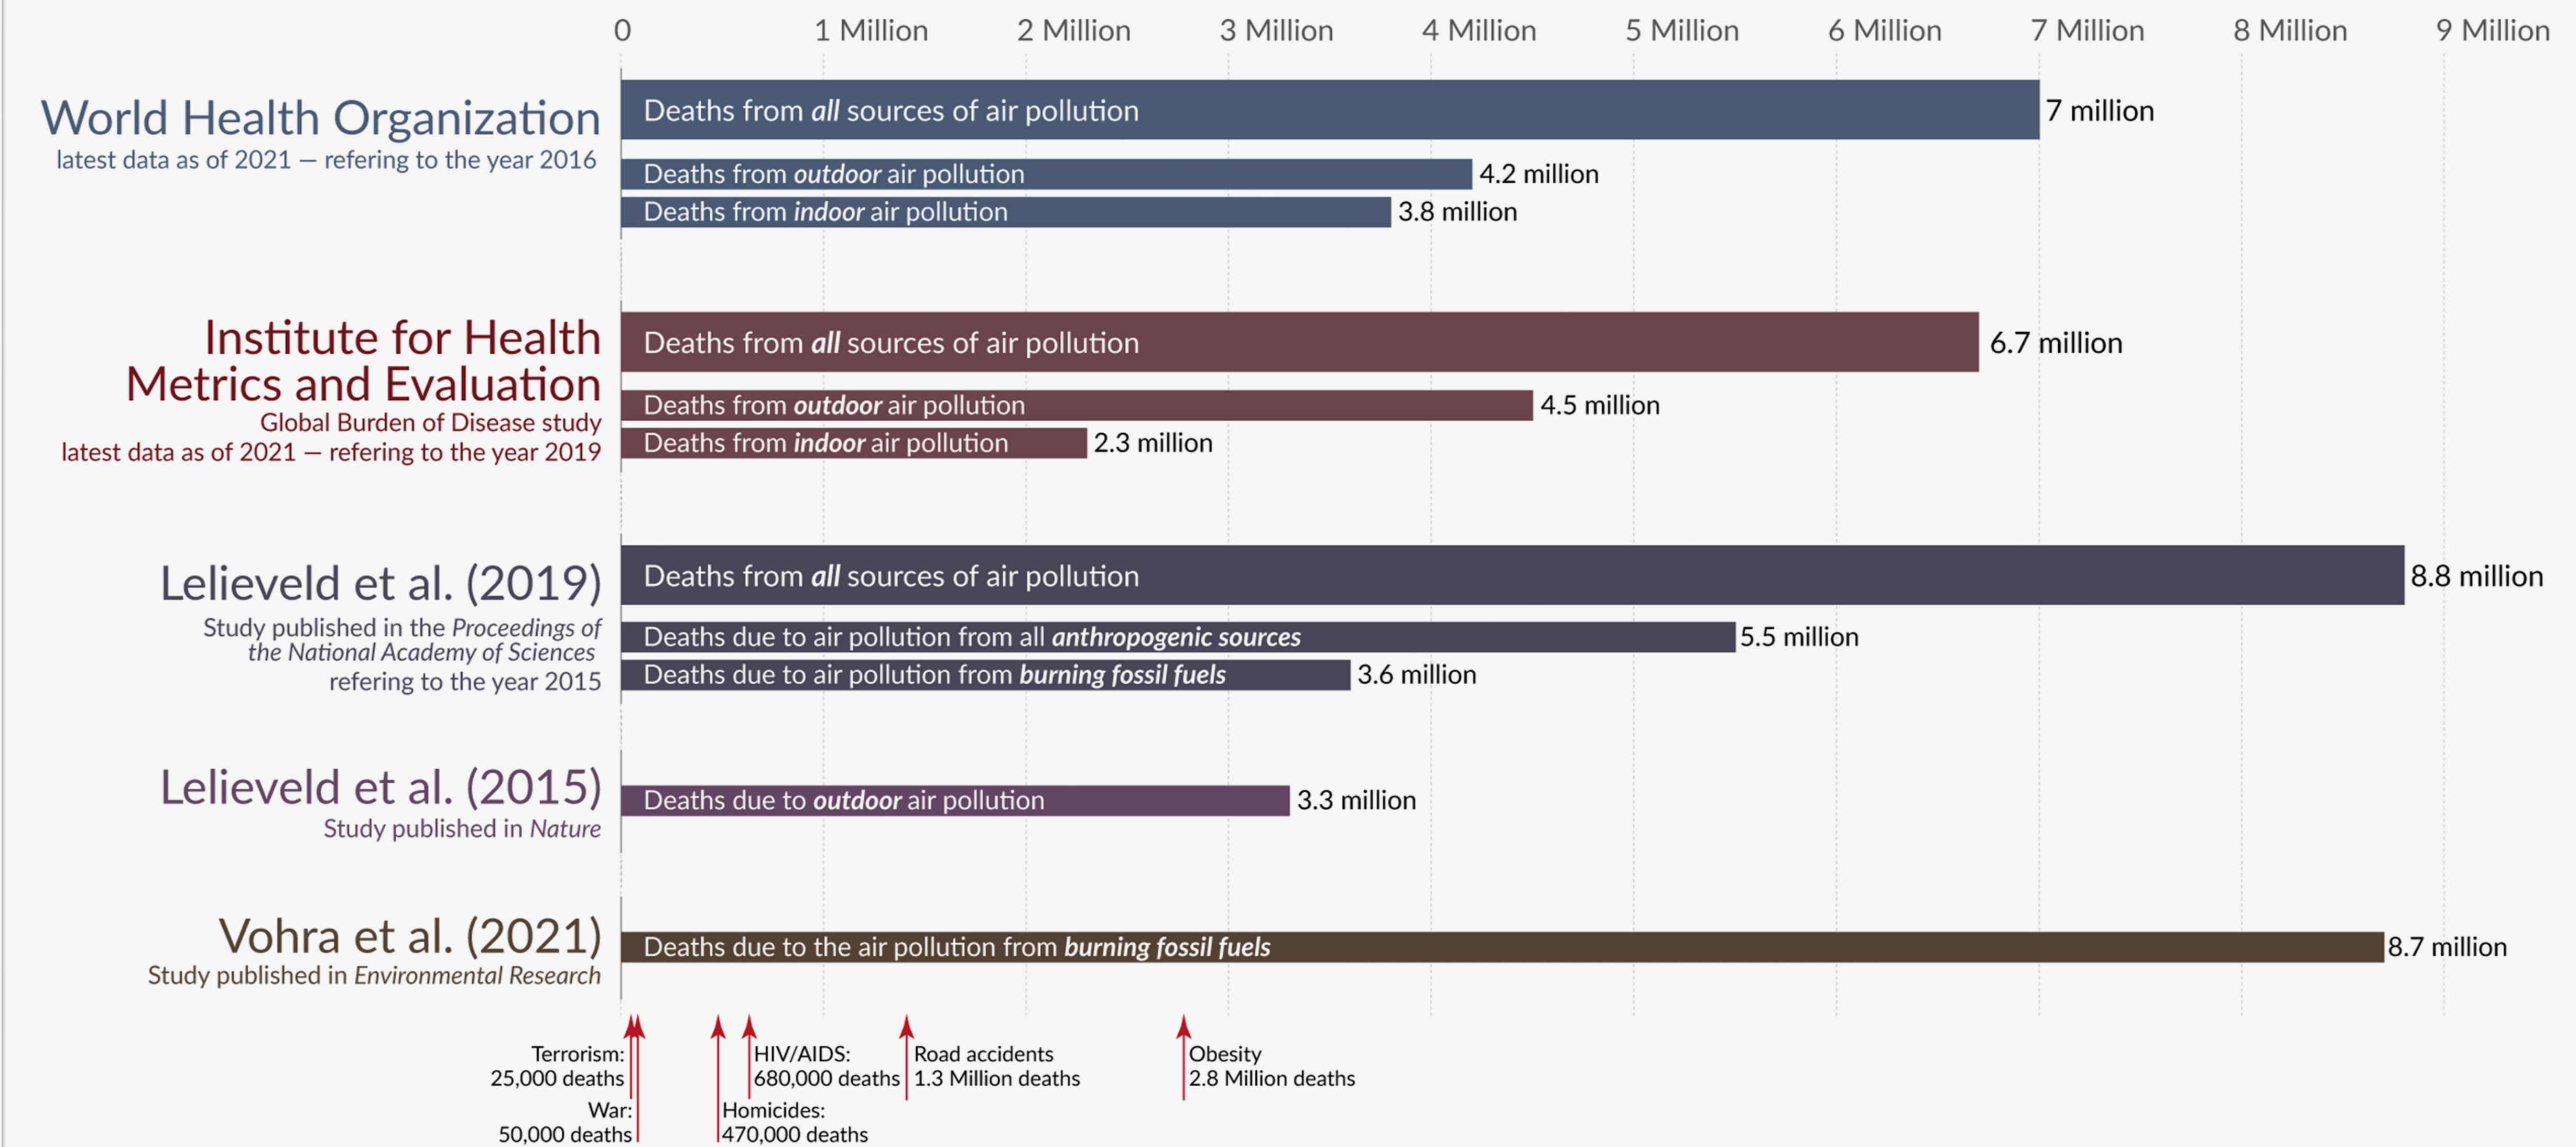 0 1 Million 2 Million 3 Million 4 Million 5 Million 6 Million 7 Million 8 Million 9 Million
World Health Organization
latest data as of 2021 — refering to the year 2016
Deaths from all sources of air pollution 7 million
Deaths from outdoor air pollution 4.2 million
Deaths from indoor air pollution 3.8 million
Institute for Health
Metrics and Evaluation
Global Burden of Disease study
latest data as of 2021 — refering to the year 2019
Deaths from all sources of air pollution 6.7 million
Deaths from outdoor air pollution 4.5 million
Deaths from indoor air pollution 2.3 million
Lelieveld et al. (2019)
Study published in the Proceedings of
the National Academy of Sciences
refering to the year 2015
Deaths from all sources of air pollution 8.8 million
Deaths due to air pollution from all anthropogenic sources 5.5 million
Deaths due to air pollution from burning fossil fuels 3.6 million
Lelieveld et al. (2015)
Study published in Nature
Deaths due to outdoor air pollution 3.3 million
Vohra et al. (2021)
Study published in Environmental Research
Deaths due to the air pollution from burning fossil fuels 8.7 million
Terrorism:
25,000 deaths
War:
50,000 deaths
Homicides:
470,000 deaths
HIV/AIDS:
680,000 deaths
Road accidents
1.3 Million deaths
Obesity
2.8 Million deaths